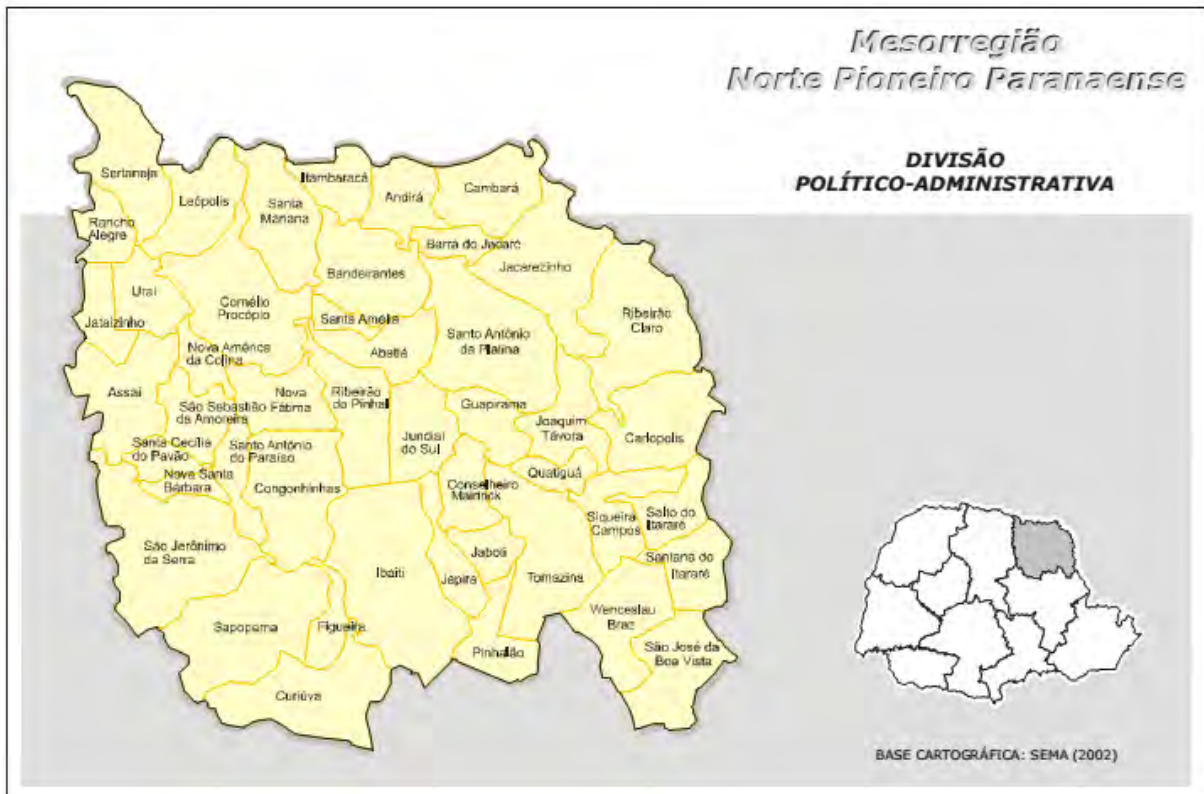 Mesorregião
Norte Pioneiro Paranaense
DIVISÃO
POLÍTICO-ADMINISTRATIVA
Sertaneja
Leópolis
Santa
Mariana
Itambaracá
Andirá
Cambará
Rancho
Alegre
Barra do Jacaré
Jacarezinho
Bandeirantes
Uraí
Cornélio
Procópio
Santa Amélia
Ribeirão
Claro
Jataizinho
Santo Antônio
da Platina
Nova América
da Colina
Abatiá
Assaí
Nova
Fátima
Ribeirão
do Pinhal
São Sebastião
da Amoreira
Guapirama
Joaquim
Távora
Carlopolis
Santa Cecília
do Pavão
Santo Antônio
do Paraíso
Jundiaí
do Sul
Nova Santa
Bárbara
Congonhinhas
Conselheiro
Mairinck
Quatiguá
Siqueira
Campos
Salto do
Itararé
São Jerônimo
da Serra
Ibaiti
Jaboti
Japira
Tomazina
Santana do
Itararé
Wenceslau
Braz
Sapopema
Figueira
Pinhalão
São José da
Boa Vista
Curiúva
BASE CARTOGRÁFICA: SEMA (2002)